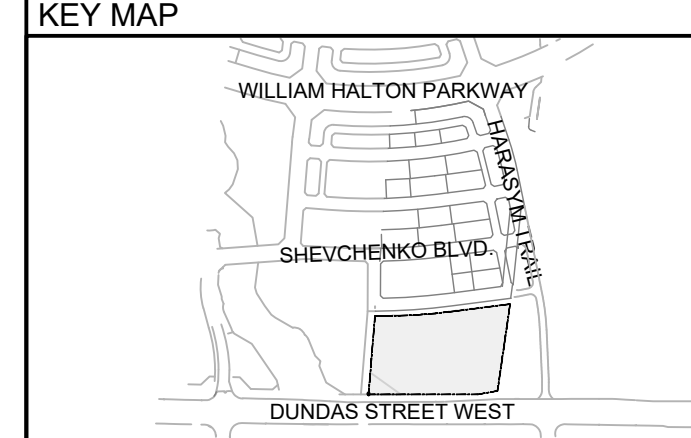 KEY MAP
WILLIAM HALTON PARKWAY
HARASYM TRAIL
SHEVCHENKO BLVD.
DUNDAS STREET WEST